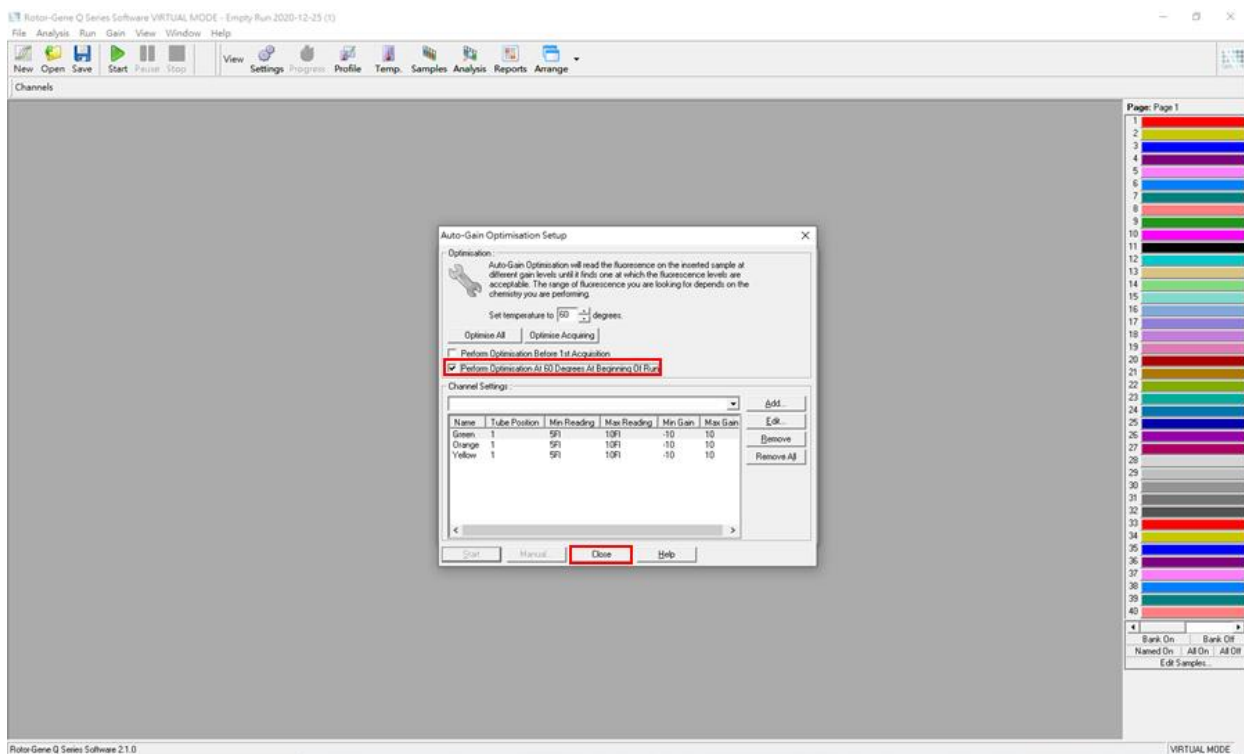 Rotor-Gene Q Series Software VIRTUAL MODE - Empty Run 2020-12-25 (1)
File Analysis Run Gain View Window Help
New Open Save Start Pause Stop View Settings Progress Profile Temp. Samples Analysis Reports Arrange
Channels
Page: Page 1
1
2
3
4
5
6
7
8
9
10
11
12
13
14
15
16
17
18
19
20
21
22
23
24
25
26
27
28
29
30
31
32
33
34
35
36
37
38
39
40
Bank On Bank Off
Named On All On All Off
Edit Samples...
Auto-Gain Optimisation Setup
Optimisation :
Auto-Gain Optimisation will read the fluoresence on the inserted sample at
different gain levels until it finds one at which the fluorescence levels are
acceptable. The range of fluorescence you are looking for depends on the
chemistry you are performing.
Set temperature to 60 degrees.
Optimise All Optimise Acquiring
Perform Optimisation Before 1st Acquisition
Perform Optimisation At 60 Degrees At Beginning Of Run
Channel Settings :
Add...
Name Tube Position Min Reading Max Reading Min Gain Max Gain
Edit...
Green 1 5Fl 10Fl -10 10
Orange 1 5Fl 10Fl -10 10
Yellow 1 5Fl 10Fl -10 10
Remove
Remove All
Start Manual... Close Help
Rotor-Gene Q Series Software 2.1.0
VIRTUAL MODE